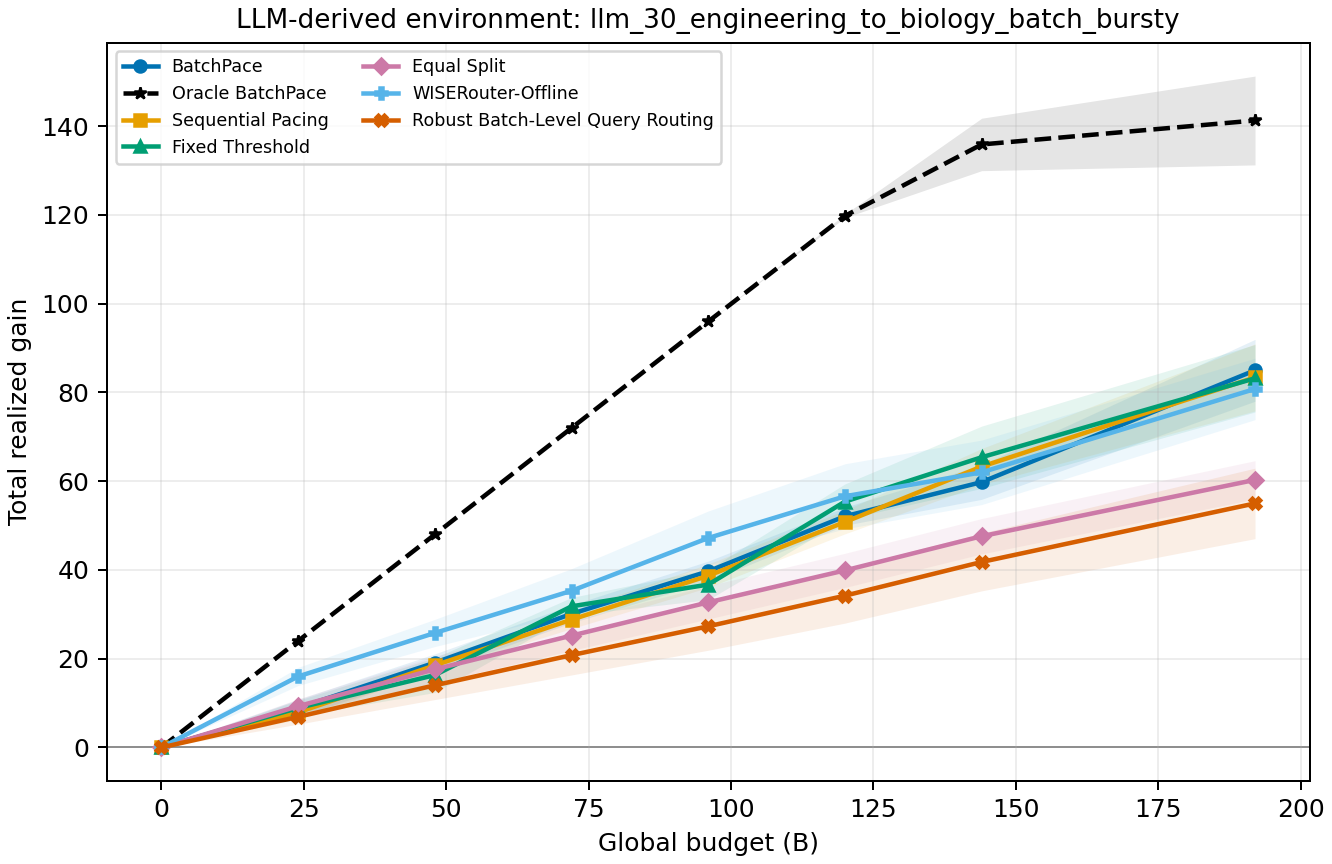 LLM-derived environment: llm_30_engineering_to_biology_batch_bursty
BatchPace
Oracle BatchPace
Sequential Pacing
Fixed Threshold
Equal Split
WISERouter-Offline
Robust Batch-Level Query Routing
Total realized gain
140
120
100
80
60
40
20
0
0 25 50 75 100 125 150 175 200
Global budget (B)